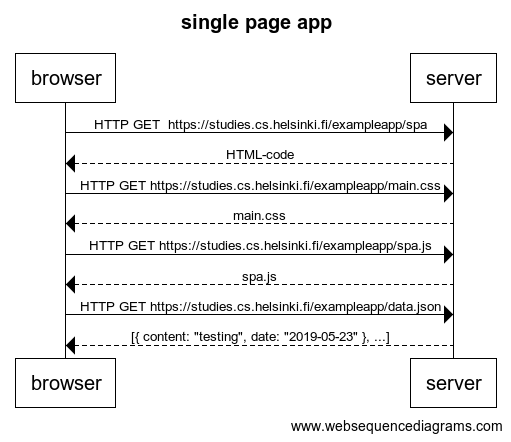 single page app
browser
server
HTTP GET  https://studies.cs.helsinki.fi/exampleapp/spa
HTML-code
HTTP GET https://studies.cs.helsinki.fi/exampleapp/main.css
main.css
HTTP GET https://studies.cs.helsinki.fi/exampleapp/spa.js
spa.js
HTTP GET https://studies.cs.helsinki.fi/exampleapp/data.json
[{ content: "testing", date: "2019-05-23" }, ...]
browser
server
www.websequencediagrams.com